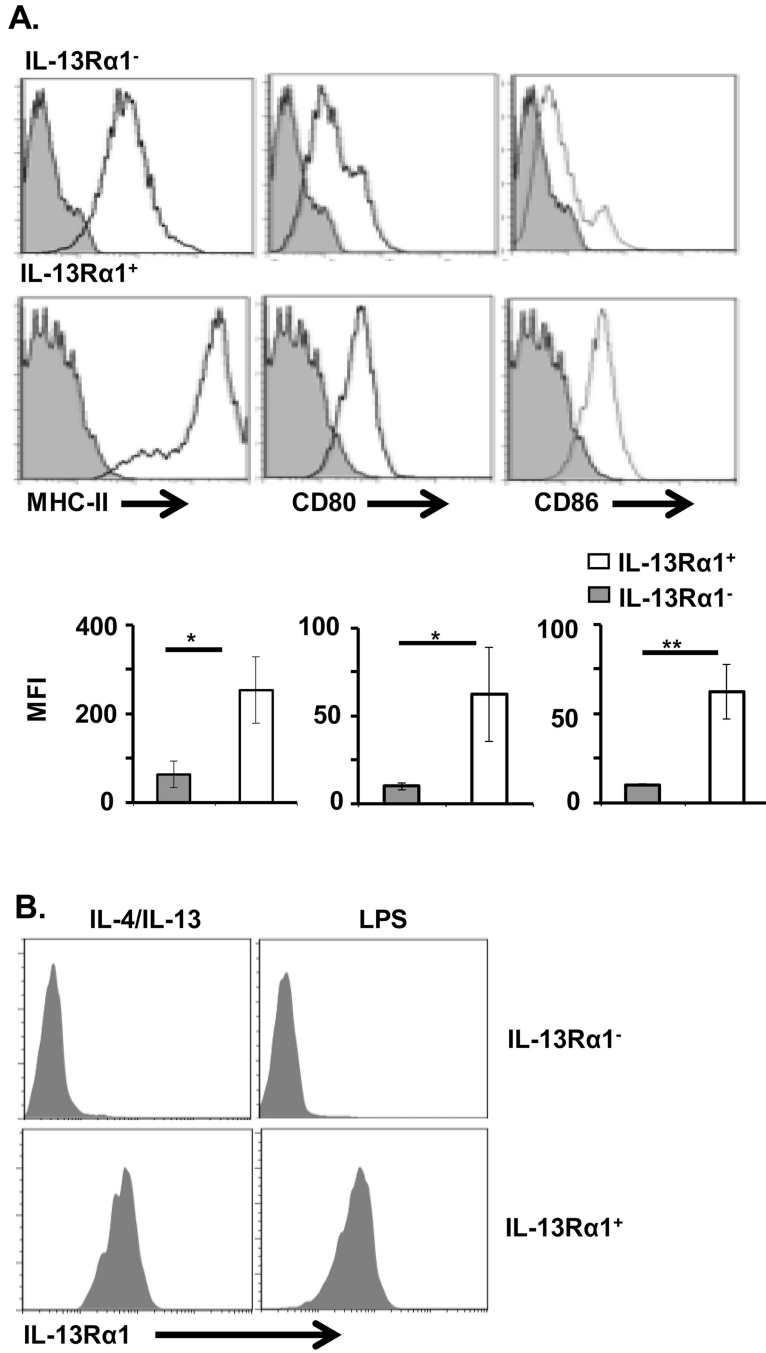 A.
IL-13Rα1⁻
IL-13Rα1⁺
MHC-II
CD80
CD86
IL-13Rα1⁺
IL-13Rα1⁻
MFI
400
200
0
*
100
50
0
*
100
50
0
**
B.
IL-4/IL-13
LPS
IL-13Rα1⁻
IL-13Rα1⁺
IL-13Rα1